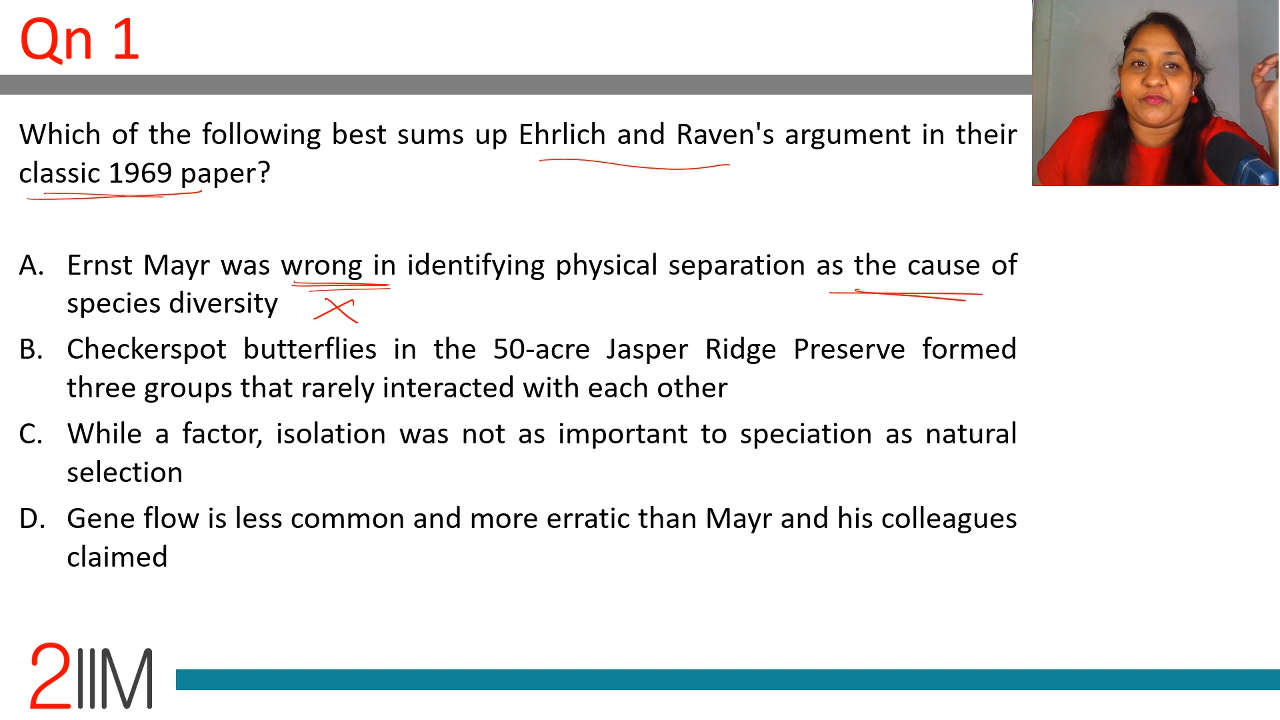 Qn 1
Which of the following best sums up Ehrlich and Raven's argument in their
classic 1969 paper?
A. Ernst Mayr was wrong in identifying physical separation as the cause of
species diversity
B. Checkerspot butterflies in the 50-acre Jasper Ridge Preserve formed
three groups that rarely interacted with each other
C. While a factor, isolation was not as important to speciation as natural
selection
D. Gene flow is less common and more erratic than Mayr and his colleagues
claimed
2IIM